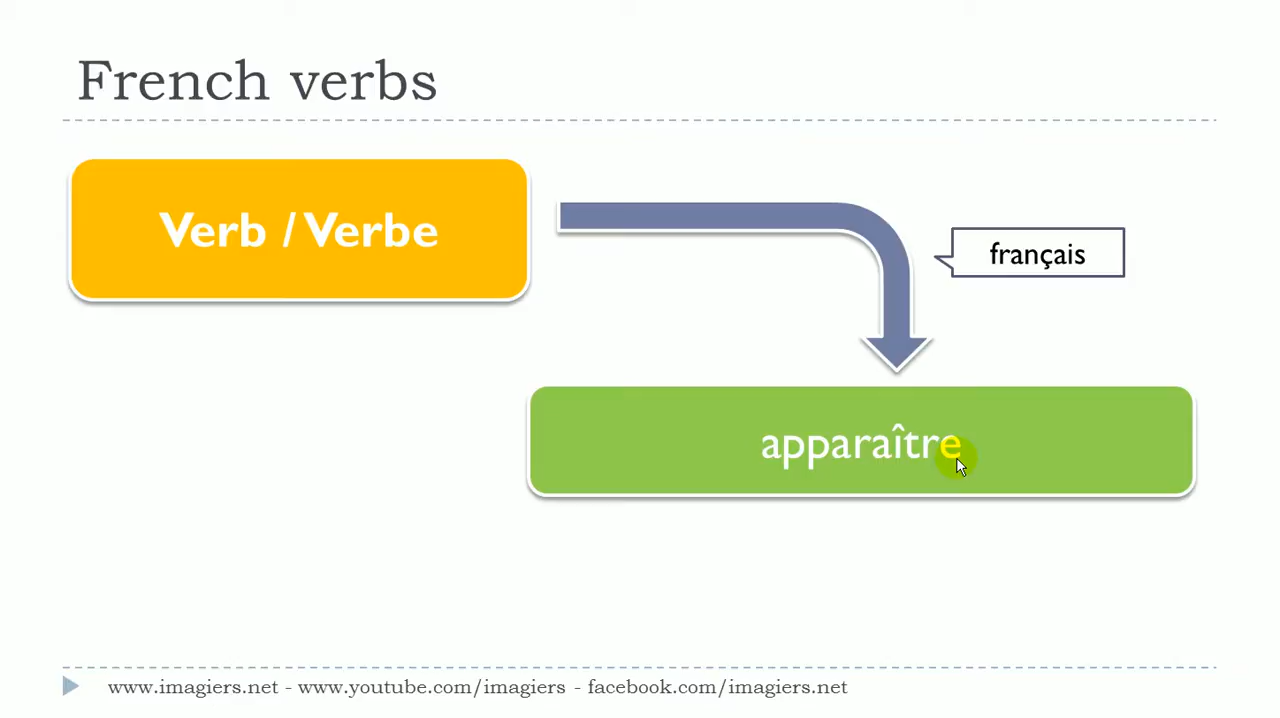 French verbs
Verb / Verbe
français
apparaître
www.imagiers.net - www.youtube.com/imagiers - facebook.com/imagiers.net